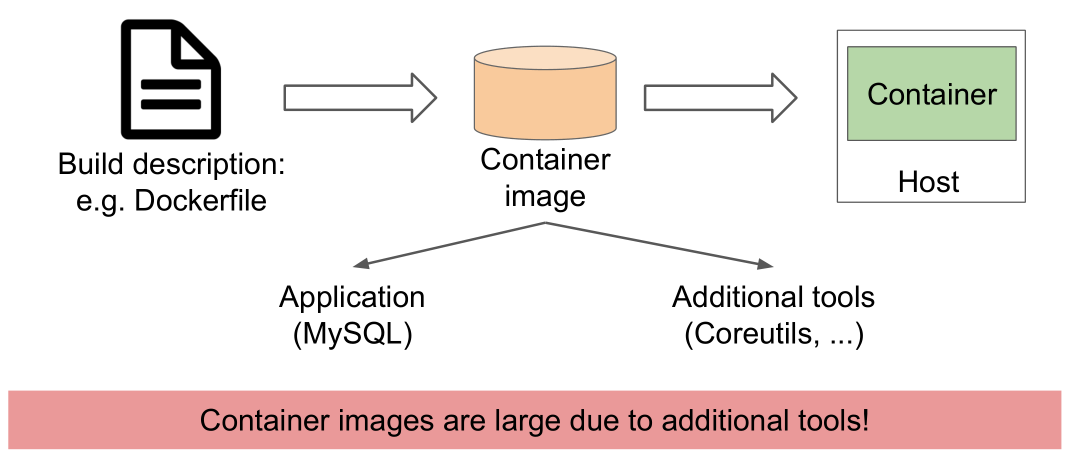 Build description:
e.g. Dockerfile
Container
image
Container
Host
Application
(MySQL)
Additional tools
(Coreutils, ...)
Container images are large due to additional tools!